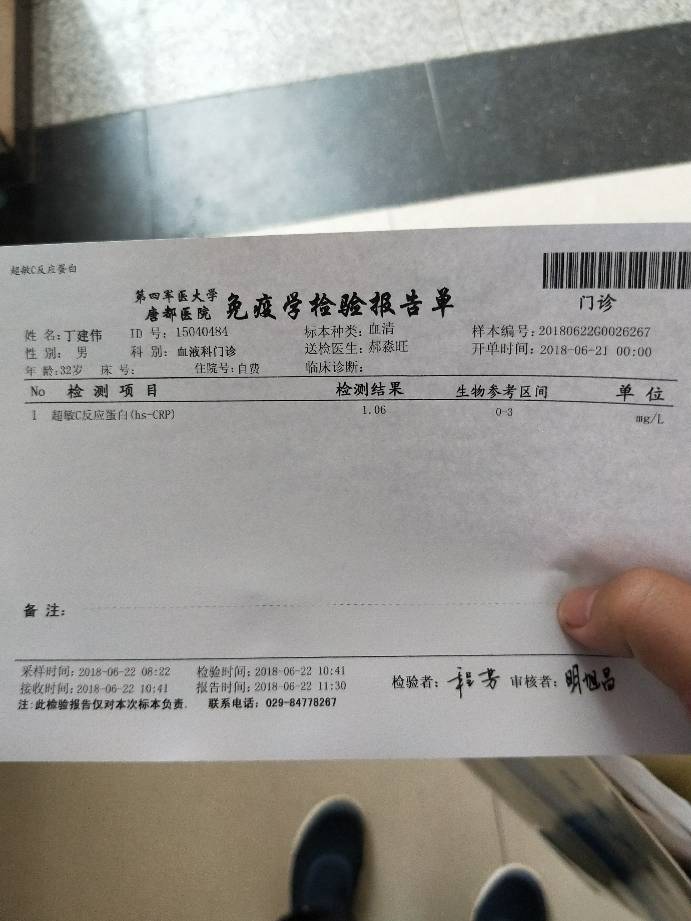 超敏C反应蛋白
第四军医大学
唐都医院 免疫学检验报告单 门诊
姓名:丁建伟 ID号:15040484 标本种类:血清 样本编号:20180622G0026267
性别: 男 科别:血液科门诊 送检医生:郝淼旺 开单时间:2018-06-21 00:00
年龄:32岁 床号: 住院号:自费 临床诊断:
No 检测项目 检测结果 生物参考区间 单位
1 超敏C反应蛋白(hs-CRP) 1.06 0-3 mg/L
备注:
采样时间:2018-06-22 08:22 检验时间:2018-06-22 10:41 检验者:程芳 审核者:明旭昌
接收时间:2018-06-22 10:41 报告时间:2018-06-22 11:30
注:此检验报告仅对本次标本负责. 联系电话:029-84778267